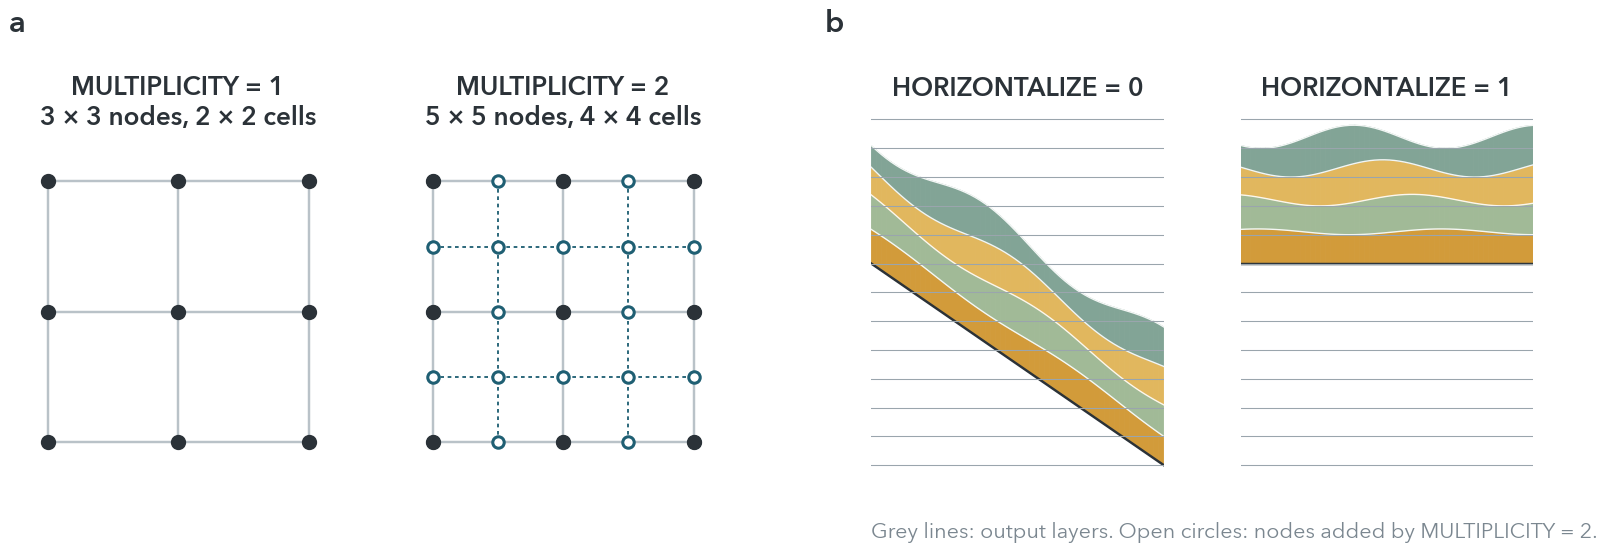 a
MULTIPLICITY = 1
3 × 3 nodes, 2 × 2 cells
MULTIPLICITY = 2
5 × 5 nodes, 4 × 4 cells
b
HORIZONTALIZE = 0
HORIZONTALIZE = 1
Grey lines: output layers. Open circles: nodes added by MULTIPLICITY = 2.